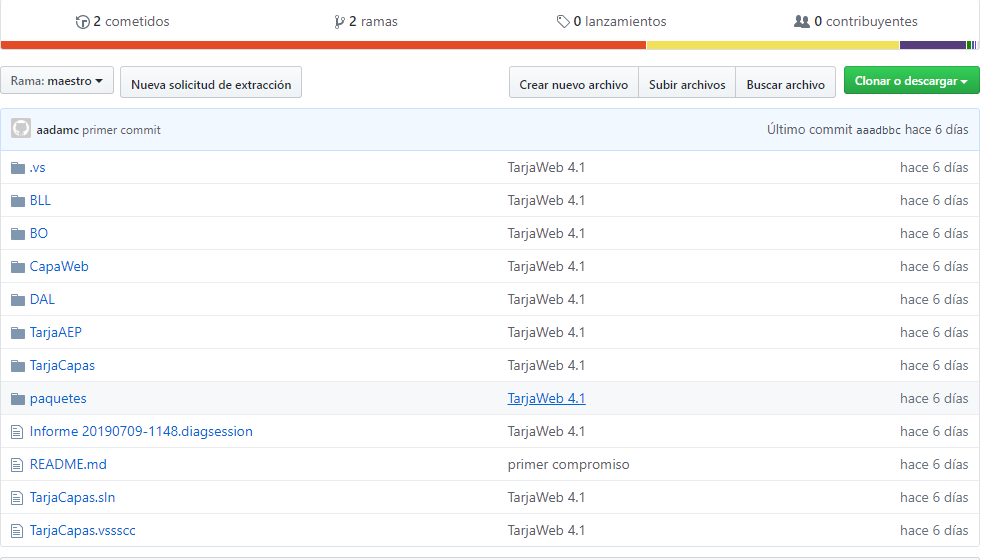 2 cometidos 2 ramas 0 lanzamientos 0 contribuyentes
Rama: maestro Nueva solicitud de extracción Crear nuevo archivo Subir archivos Buscar archivo Clonar o descargar
aadamc primer commit Último commit aaadbbc hace 6 días
.vs TarjaWeb 4.1 hace 6 días
BLL TarjaWeb 4.1 hace 6 días
BO TarjaWeb 4.1 hace 6 días
CapaWeb TarjaWeb 4.1 hace 6 días
DAL TarjaWeb 4.1 hace 6 días
TarjaAEP TarjaWeb 4.1 hace 6 días
TarjaCapas TarjaWeb 4.1 hace 6 días
paquetes TarjaWeb 4.1 hace 6 días
Informe 20190709-1148.diagsession TarjaWeb 4.1 hace 6 días
README.md primer compromiso hace 6 días
TarjaCapas.sln TarjaWeb 4.1 hace 6 días
TarjaCapas.vssscc TarjaWeb 4.1 hace 6 días